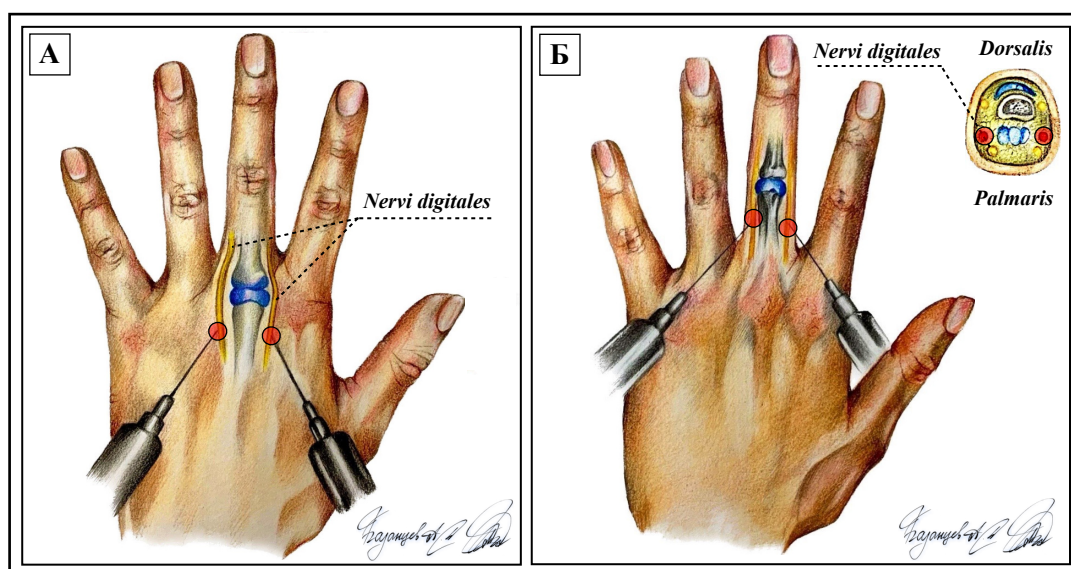 А
Nervi digitales
Б
Nervi digitales
Dorsalis
Palmaris